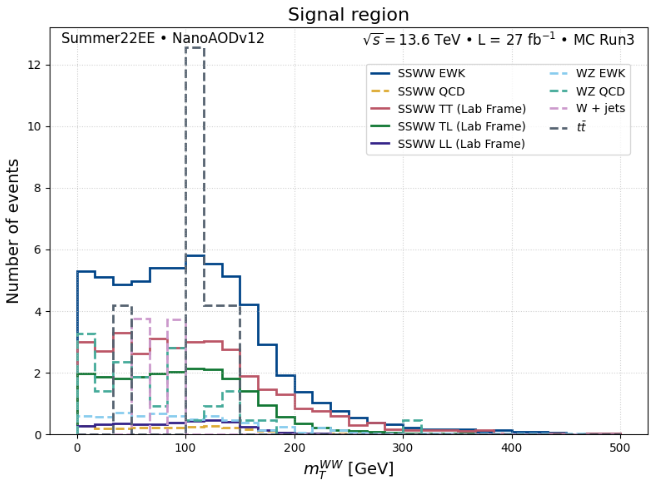 Signal region
Summer22EE • NanoAODv12
√s = 13.6 TeV • L = 27 fb⁻¹ • MC Run3
SSWW EWK
SSWW QCD
SSWW TT (Lab Frame)
SSWW TL (Lab Frame)
SSWW LL (Lab Frame)
WZ EWK
WZ QCD
W + jets
tt̄
Number of events
12
10
8
6
4
2
0
0
100
200
300
400
500
m_T^{WW} [GeV]